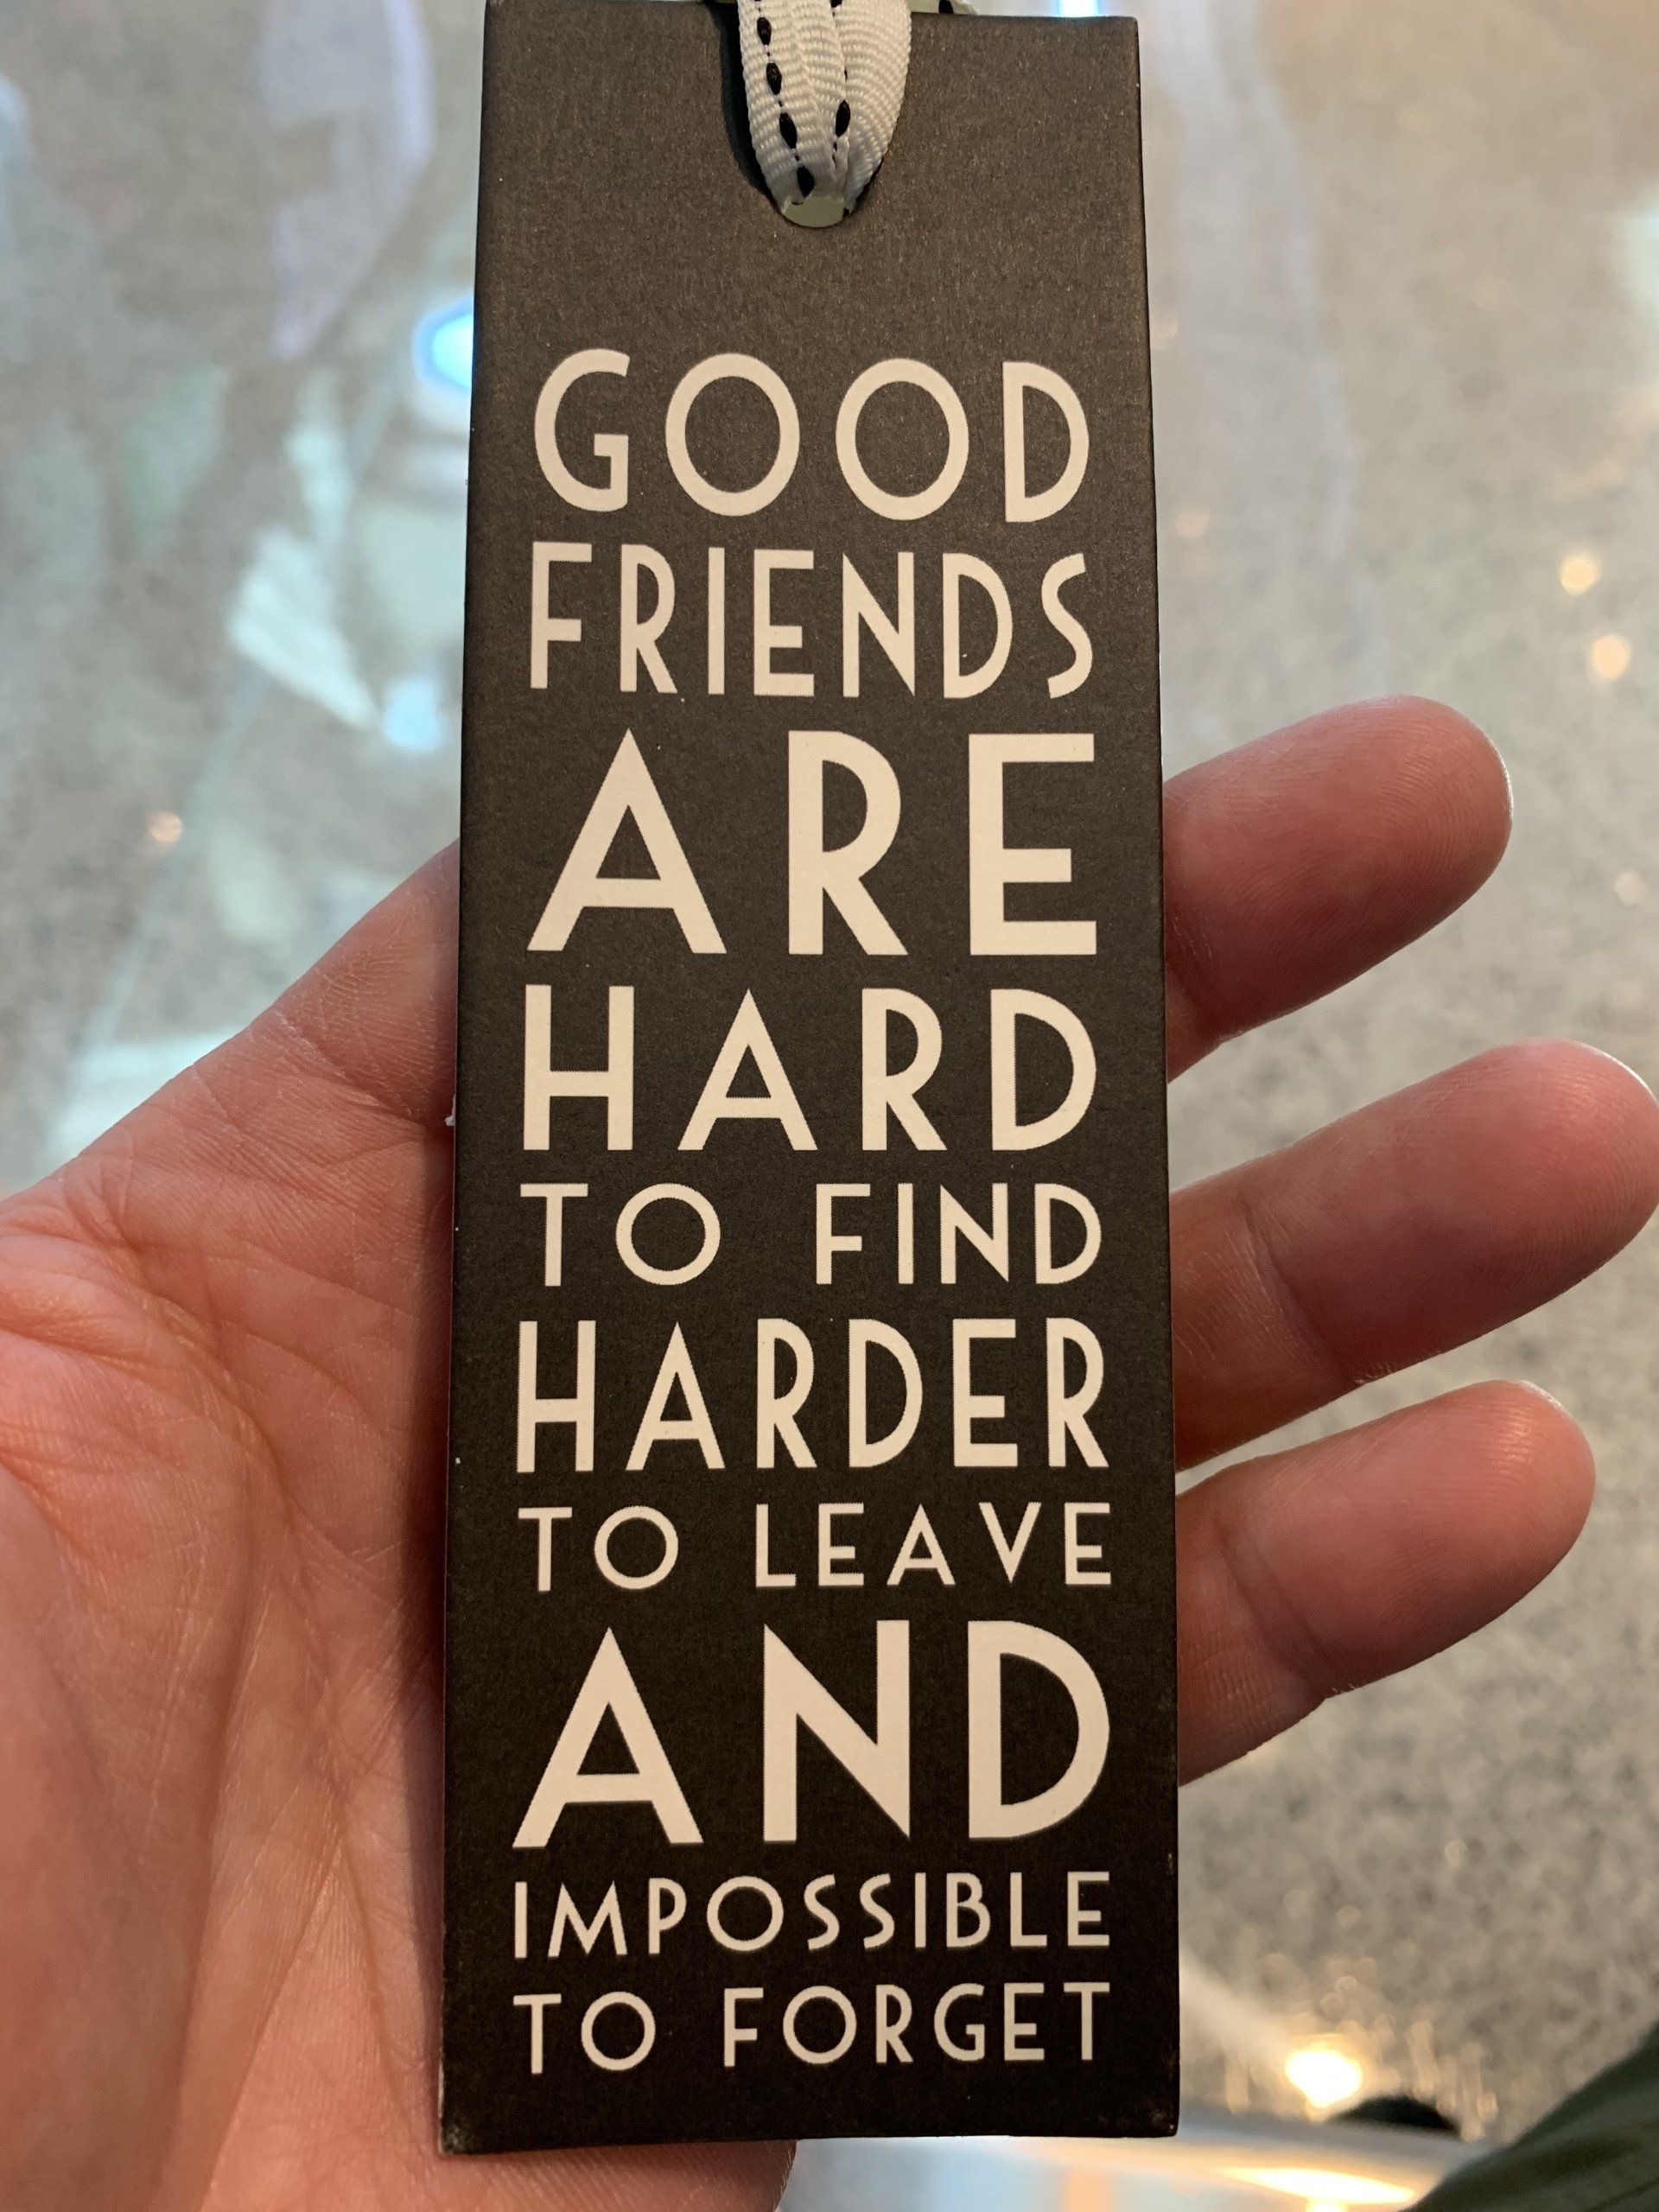 GOOD
FRIENDS
ARE
HARD
TO FIND
HARDER
TO LEAVE
AND
IMPOSSIBLE
TO FORGET